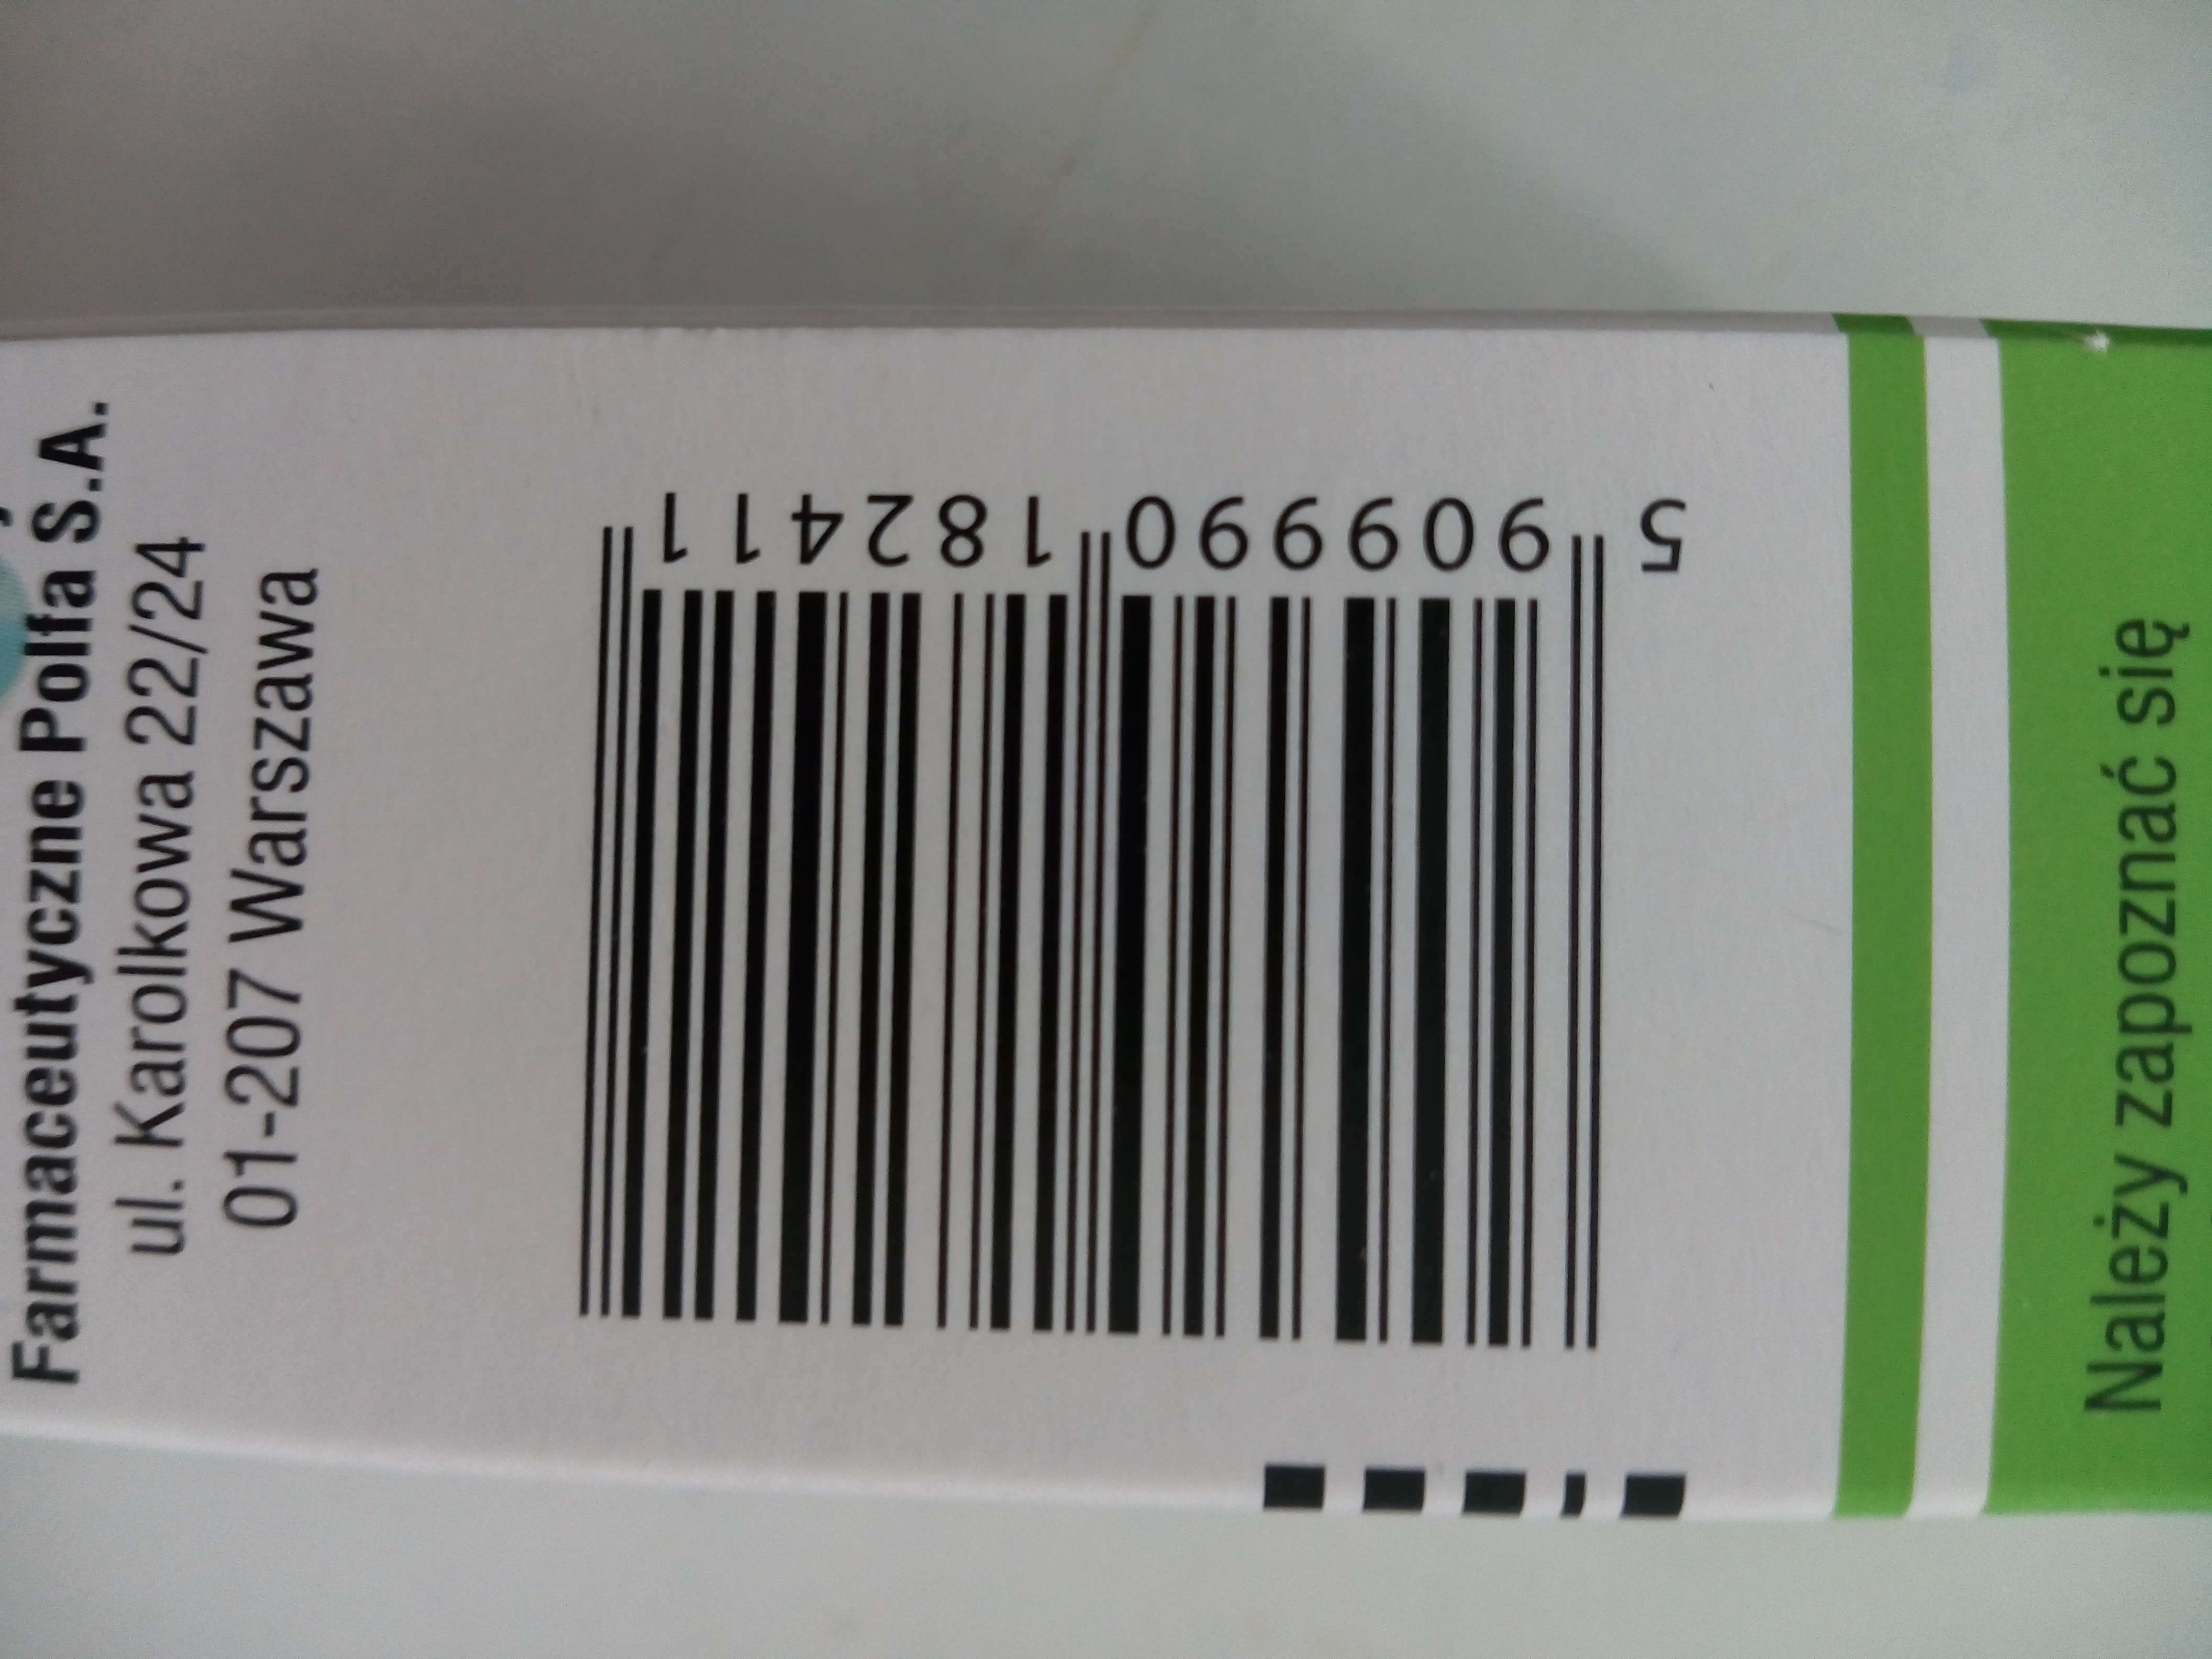 Farmaceutyczne Polfa S.A.
ul. Karolkowa 22/24
01-207 Warszawa
5 909990 182411
Należy zapoznać się